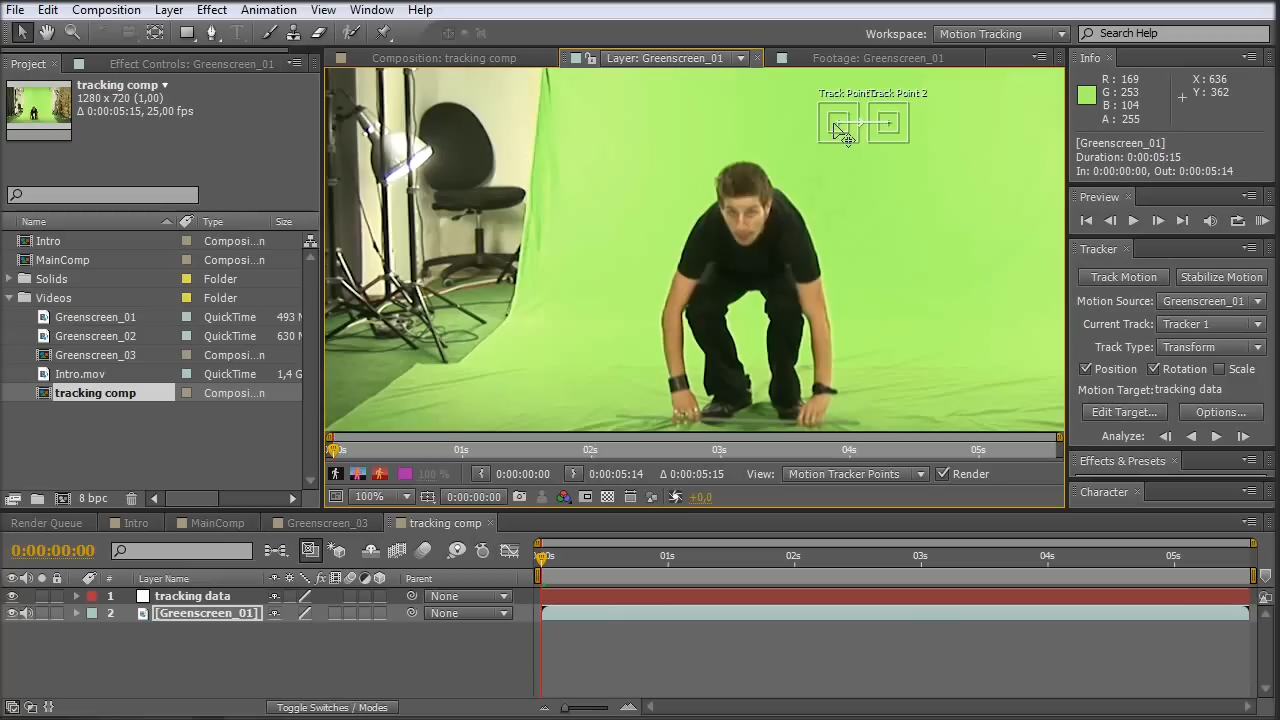 File Edit Composition Layer Effect Animation View Window Help
Workspace: Motion Tracking Search Help
Project Effect Controls: Greenscreen_01 Composition: tracking comp Layer: Greenscreen_01 Footage: Greenscreen_01 Info
tracking comp
1280 x 720 (1,00)
Δ 0:00:05:15, 25,00 fps
Track Point Track Point 2
R : 169 X : 636
G : 253 Y : 362
B : 104
A : 255
[Greenscreen_01]
Duration: 0:00:05:15
In: 0:00:00:00, Out: 0:00:05:14
Preview
Name Type Size
Intro Composi...n
MainComp Composi...n
Solids Folder
Videos Folder
Greenscreen_01 QuickTime 493 M
Greenscreen_02 QuickTime 630 M
Greenscreen_03 Composi...n
Intro.mov QuickTime 1,4 G
tracking comp Composi...n
Tracker
Track Motion Stabilize Motion
Motion Source: Greenscreen_01
Current Track: Tracker 1
Track Type: Transform
Position Rotation Scale
Motion Target: tracking data
Edit Target... Options...
Analyze:
Effects & Presets
Character
0s 01s 02s 03s 04s 05s
100 % 0:00:00:00 0:00:05:14 Δ 0:00:05:15 View: Motion Tracker Points Render
8 bpc 100% 0:00:00:00 +0,0
Render Queue Intro MainComp Greenscreen_03 tracking comp
0:00:00:00
0s 01s 02s 03s 04s 05s
# Layer Name fx Parent
1 tracking data None
2 [Greenscreen_01] None
Toggle Switches / Modes